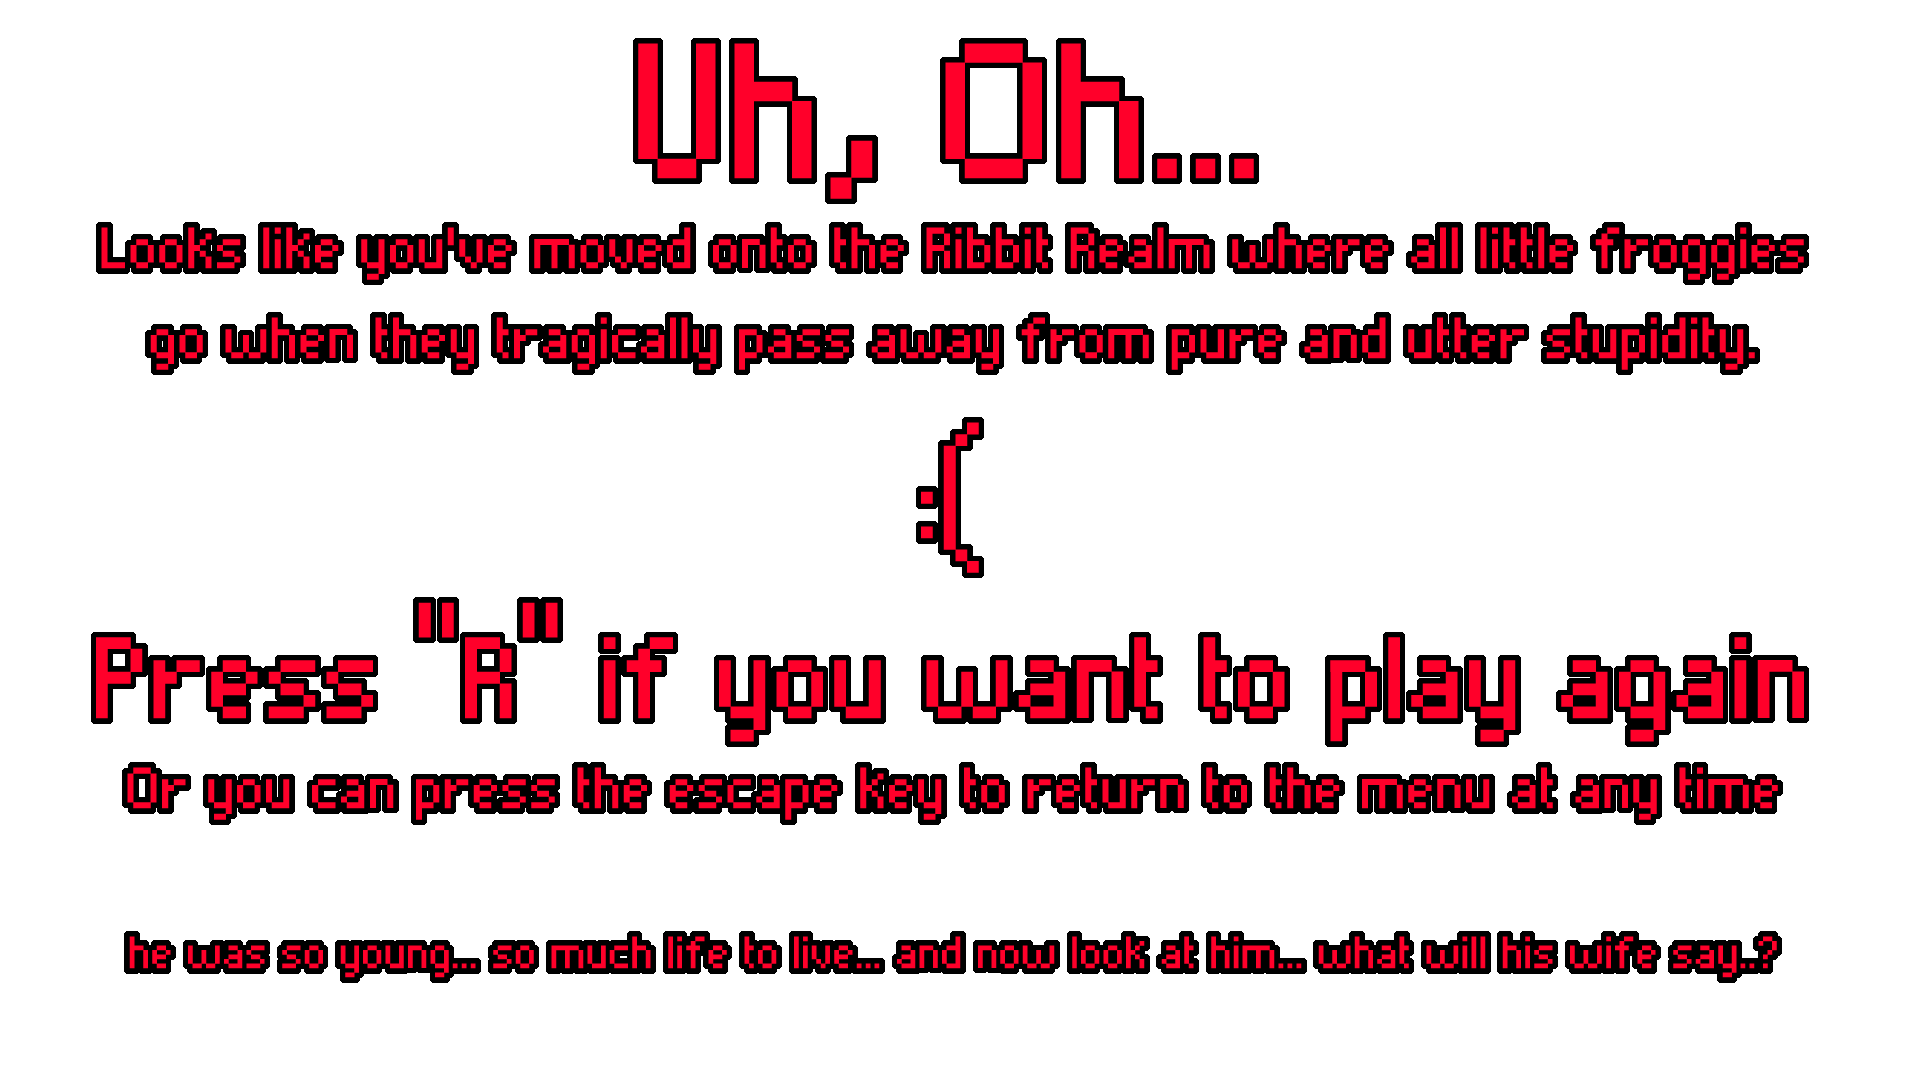 Uh, Oh...
Looks like you've moved onto the Ribbit Realm where all little froggies
go when they tragically pass away from pure and utter stupidity.
:(
Press "R" if you want to play again
Or you can press the escape key to return to the menu at any time
he was so young... so much life to live... and now look at him... what will his wife say..?